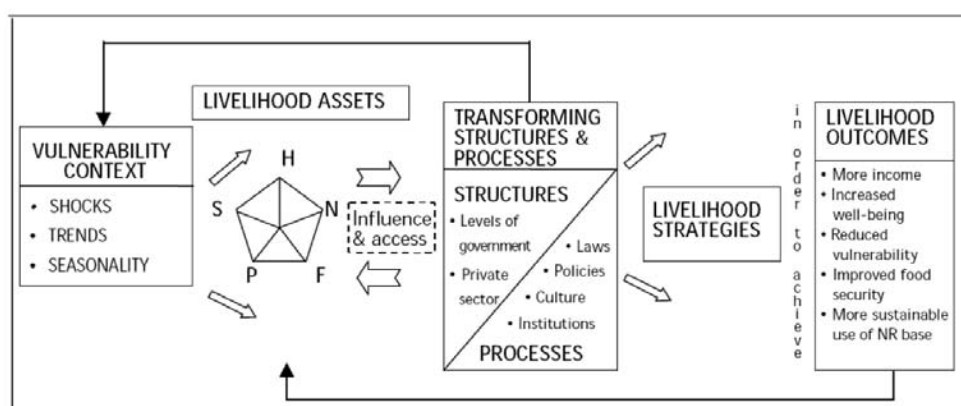 VULNERABILITY
CONTEXT
• SHOCKS
• TRENDS
• SEASONALITY
LIVELIHOOD ASSETS
H
S
N
P
F
Influence
& access
TRANSFORMING
STRUCTURES &
PROCESSES
STRUCTURES
• Levels of
government
• Private
sector
• Laws
• Policies
• Culture
• Institutions
PROCESSES
LIVELIHOOD
STRATEGIES
in order to achieve
LIVELIHOOD
OUTCOMES
• More income
• Increased
well-being
• Reduced
vulnerability
• Improved food
security
• More sustainable
use of NR base